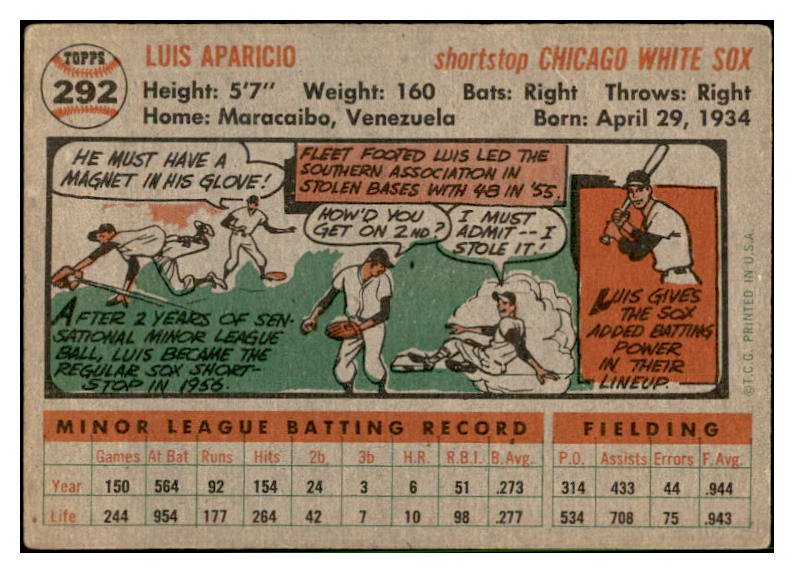 TOPPS
292
LUIS APARICIO
shortstop CHICAGO WHITE SOX
Height: 5'7" Weight: 160 Bats: Right Throws: Right
Home: Maracaibo, Venezuela Born: April 29, 1934
HE MUST HAVE A
MAGNET IN HIS GLOVE!
FLEET FOOTED LUIS LED THE
SOUTHERN ASSOCIATION IN
STOLEN BASES WITH 48 IN '55.
HOW'D YOU
GET ON 2ND?
I MUST
ADMIT--I
STOLE IT!
AFTER 2 YEARS OF SEN-
SATIONAL MINOR LEAGUE
BALL, LUIS BECAME THE
REGULAR SOX SHORT-
STOP IN 1956.
LUIS GIVES
THE SOX
ADDED BATTING
POWER
IN THEIR
LINEUP.
©T.C.G. PRINTED IN U.S.A.
MINOR LEAGUE BATTING RECORD FIELDING
Games At Bat Runs Hits 2b 3b H.R. R.B.I. B.Avg. P.O. Assists Errors F.Avg.
Year 150 564 92 154 24 3 6 51 .273 314 433 44 .944
Life 244 954 177 264 42 7 10 98 .277 534 708 75 .943